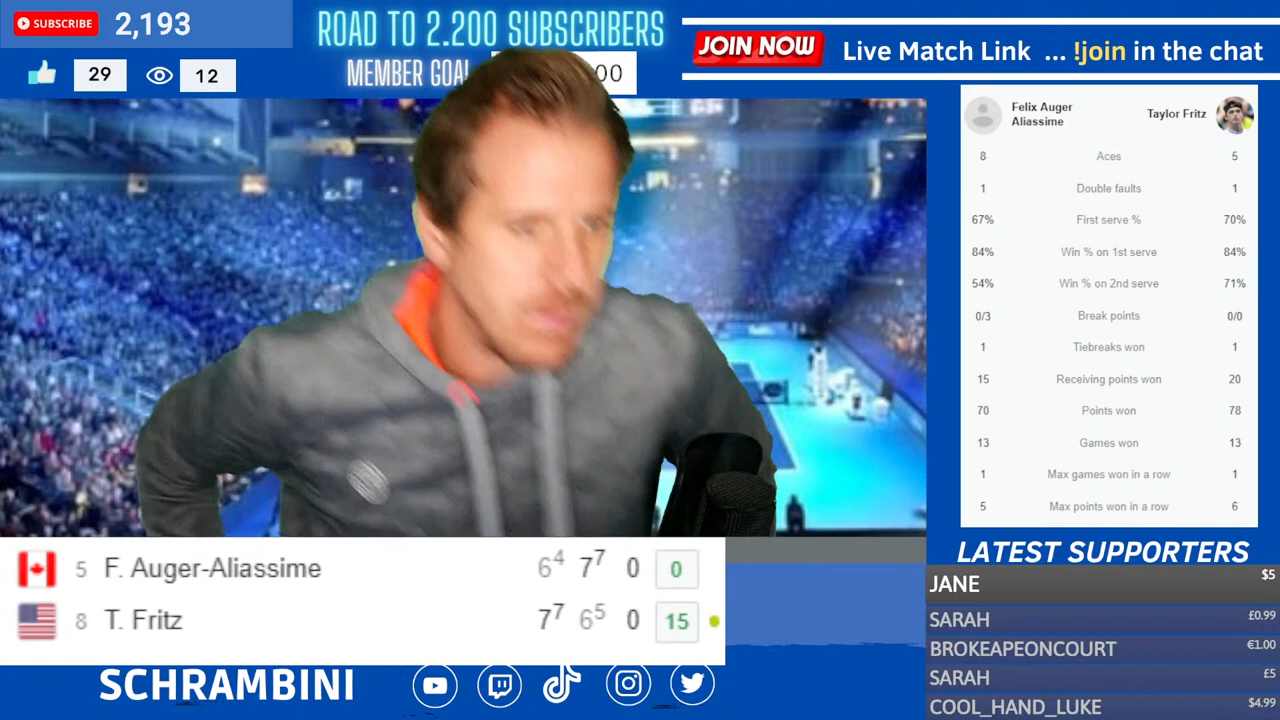 SUBSCRIBE 2,193
29 12
ROAD TO 2.200 SUBSCRIBERS
MEMBER GOAL 00
JOIN NOW Live Match Link ... !join in the chat
Felix Auger Aliassime Taylor Fritz
8 Aces 5
1 Double faults 1
67% First serve % 70%
84% Win % on 1st serve 84%
54% Win % on 2nd serve 71%
0/3 Break points 0/0
1 Tiebreaks won 1
15 Receiving points won 20
70 Points won 78
13 Games won 13
1 Max games won in a row 1
5 Max points won in a row 6
5 F. Auger-Aliassime 6⁴ 7⁷ 0 0
8 T. Fritz 7⁷ 6⁵ 0 15
SCHRAMBINI
LATEST SUPPORTERS
JANE $5
SARAH £0.99
BROKEAPEONCOURT €1.00
SARAH £5
COOL_HAND_LUKE $4.99